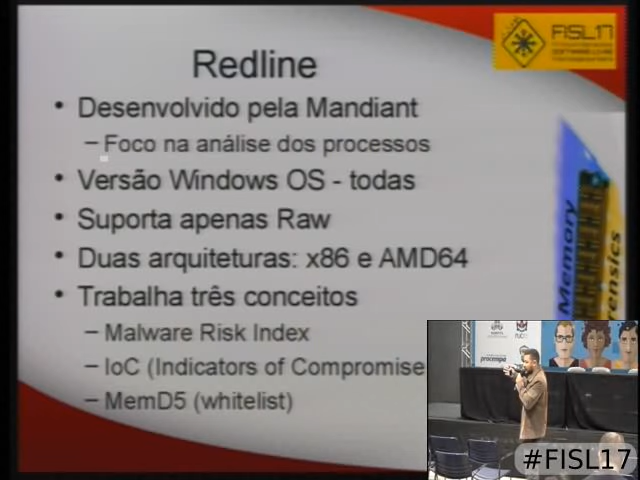 Redline
FISL17
• Desenvolvido pela Mandiant
– Foco na análise dos processos
• Versão Windows OS - todas
• Suporta apenas Raw
• Duas arquiteturas: x86 e AMD64
• Trabalha três conceitos
– Malware Risk Index
– IoC (Indicators of Compromise
– MemD5 (whitelist)
Memory
procempa
#FISL17